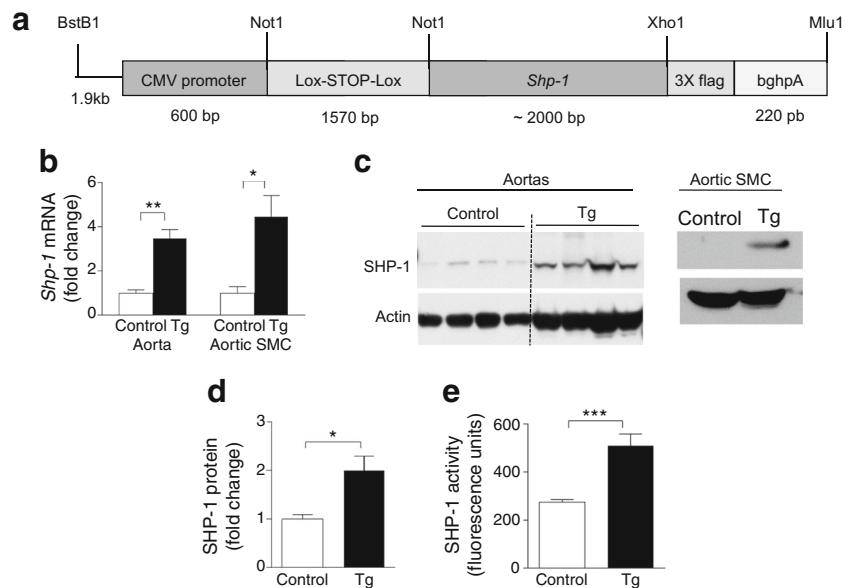 a
BstB1
Not1
Not1
Xho1
Mlu1
CMV promoter
Lox-STOP-Lox
Shp-1
3X flag
bghpA
1.9kb
600 bp
1570 bp
~ 2000 bp
220 pb
b
Shp-1 mRNA
(fold change)
6
4
2
0
**
*
Control Tg
Aorta
Control Tg
Aortic SMC
c
Aortas
Control
Tg
SHP-1
Actin
Aortic SMC
Control
Tg
d
SHP-1 protein
(fold change)
3
2
1
0
*
Control
Tg
e
SHP-1 activity
(fluorescence units)
600
400
200
0
***
Control
Tg